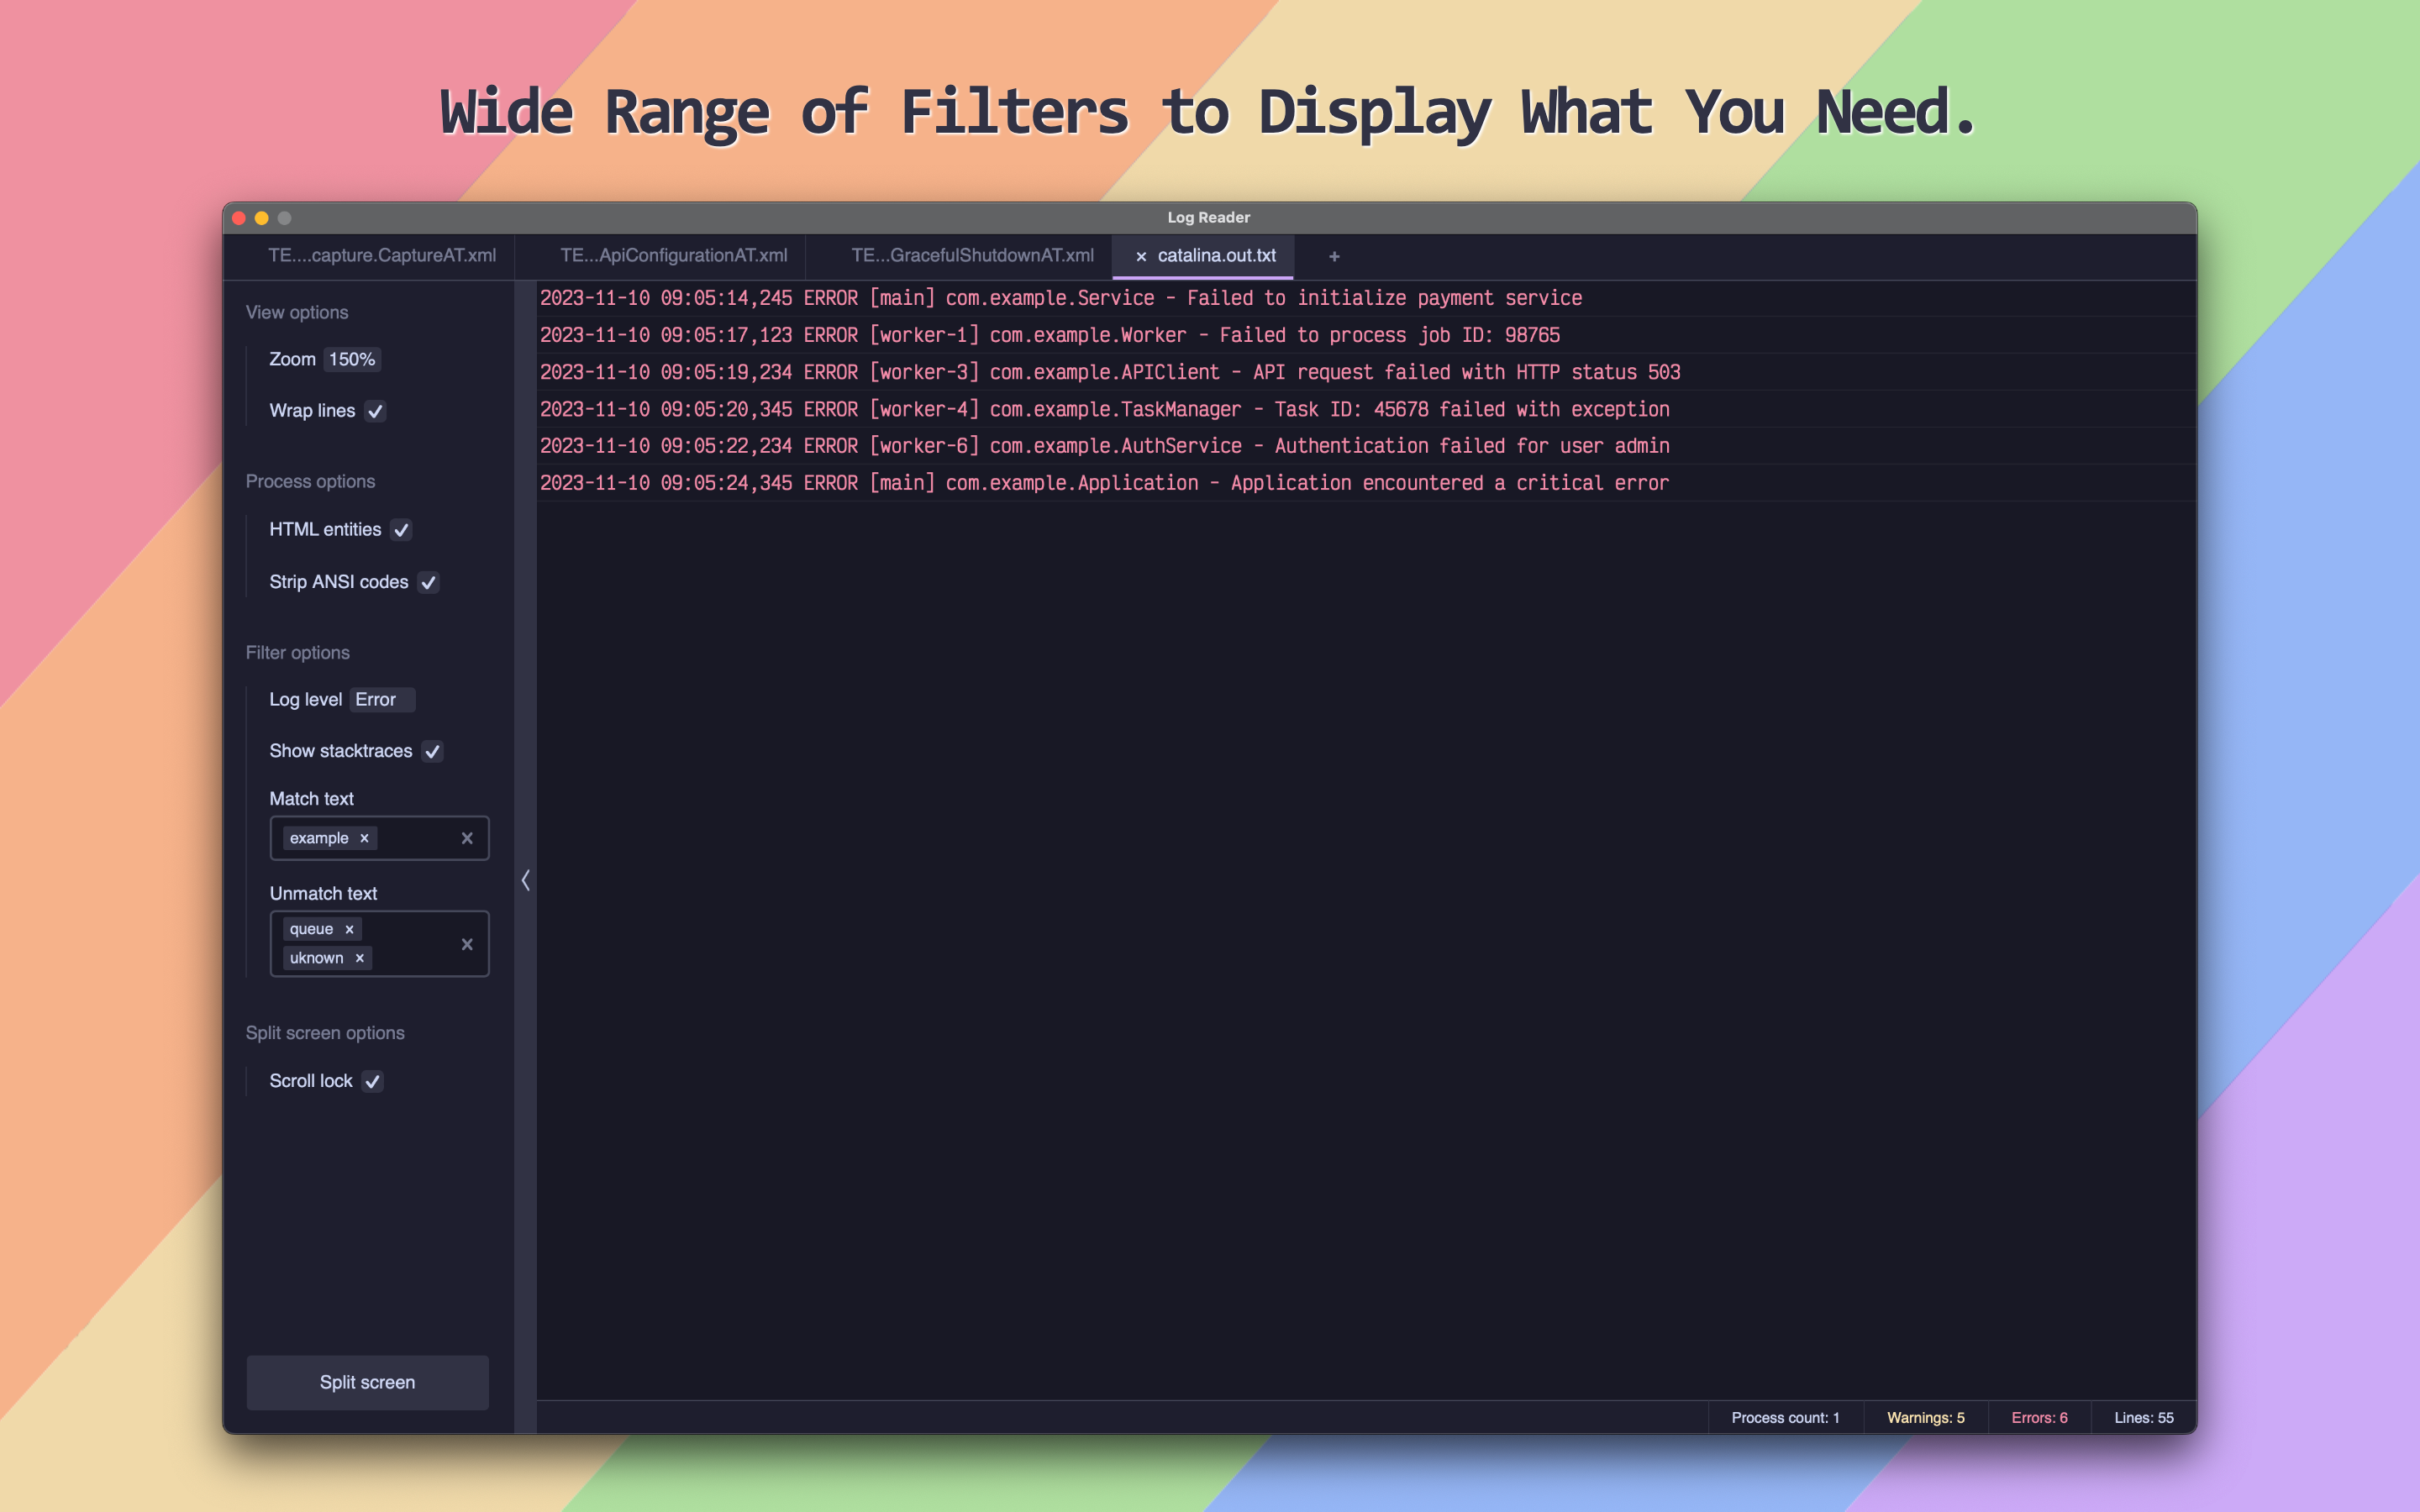 Wide Range of Filters to Display What You Need.
Log Reader
TE....capture.CaptureAT.xml
TE...ApiConfigurationAT.xml
TE...GracefulShutdownAT.xml
× catalina.out.txt
+
View options
Zoom 150%
Wrap lines
Process options
HTML entities
Strip ANSI codes
Filter options
Log level Error
Show stacktraces
Match text
example ×
Unmatch text
queue ×
uknown ×
Split screen options
Scroll lock
Split screen
2023-11-10 09:05:14,245 ERROR [main] com.example.Service - Failed to initialize payment service
2023-11-10 09:05:17,123 ERROR [worker-1] com.example.Worker - Failed to process job ID: 98765
2023-11-10 09:05:19,234 ERROR [worker-3] com.example.APIClient - API request failed with HTTP status 503
2023-11-10 09:05:20,345 ERROR [worker-4] com.example.TaskManager - Task ID: 45678 failed with exception
2023-11-10 09:05:22,234 ERROR [worker-6] com.example.AuthService - Authentication failed for user admin
2023-11-10 09:05:24,345 ERROR [main] com.example.Application - Application encountered a critical error
Process count: 1
Warnings: 5
Errors: 6
Lines: 55